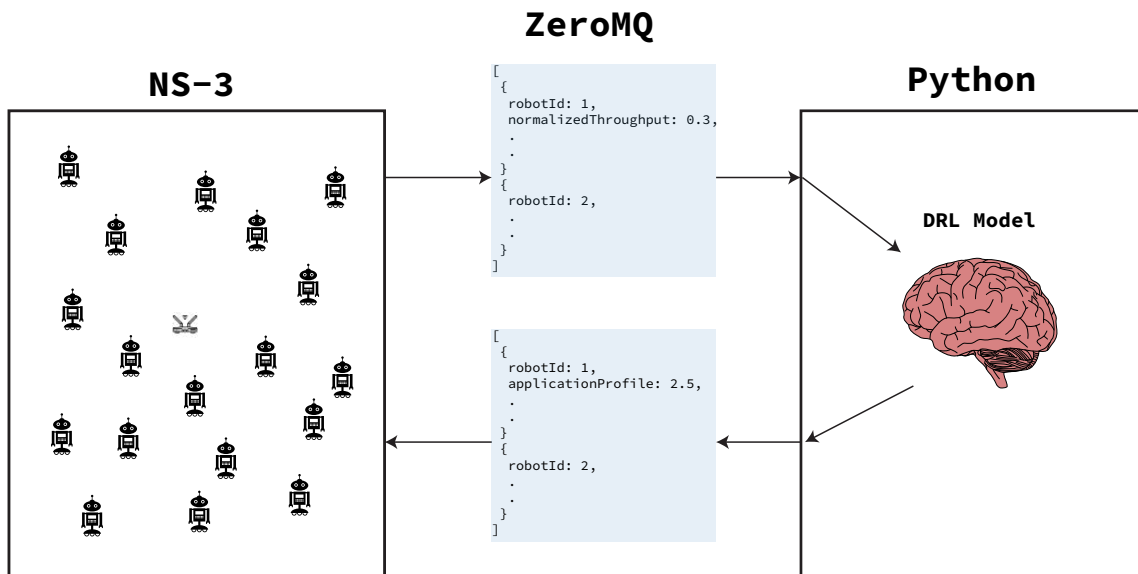 ZeroMQ
NS-3
Python
[
{
robotId: 1,
normalizedThroughput: 0.3,
.
.
}
{
robotId: 2,
.
.
}
]
DRL Model
[
{
robotId: 1,
applicationProfile: 2.5,
.
.
}
{
robotId: 2,
.
.
}
]